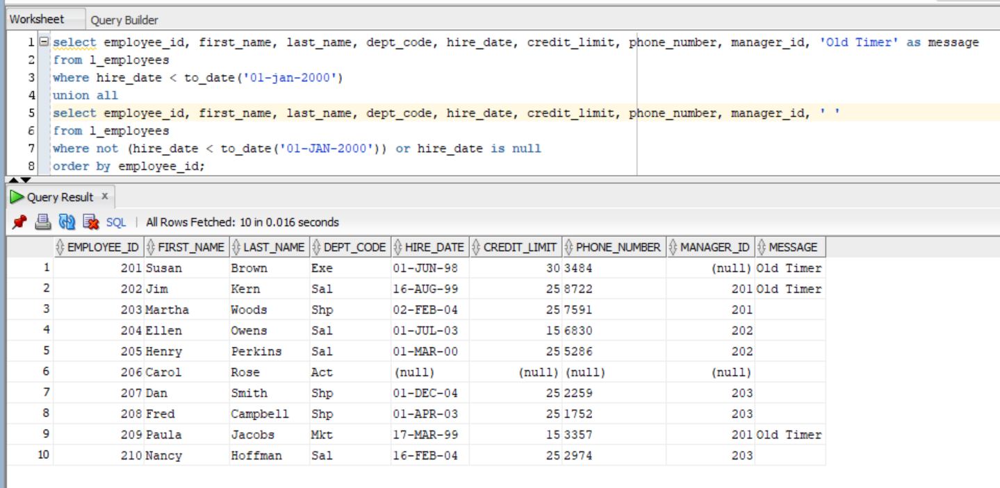 Worksheet Query Builder
1 select employee_id, first_name, last_name, dept_code, hire_date, credit_limit, phone_number, manager_id, 'Old Timer' as message
2 from l_employees
3 where hire_date < to_date('01-jan-2000')
4 union all
5 select employee_id, first_name, last_name, dept_code, hire_date, credit_limit, phone_number, manager_id, ' '
6 from l_employees
7 where not (hire_date < to_date('01-JAN-2000')) or hire_date is null
8 order by employee_id;
Query Result x
SQL | All Rows Fetched: 10 in 0.016 seconds
EMPLOYEE_ID FIRST_NAME LAST_NAME DEPT_CODE HIRE_DATE CREDIT_LIMIT PHONE_NUMBER MANAGER_ID MESSAGE
1 201 Susan Brown Exe 01-JUN-98 30 3484 (null) Old Timer
2 202 Jim Kern Sal 16-AUG-99 25 8722 201 Old Timer
3 203 Martha Woods Shp 02-FEB-04 25 7591 201
4 204 Ellen Owens Sal 01-JUL-03 15 6830 202
5 205 Henry Perkins Sal 01-MAR-00 25 5286 202
6 206 Carol Rose Act (null) (null) (null) (null)
7 207 Dan Smith Shp 01-DEC-04 25 2259 203
8 208 Fred Campbell Shp 01-APR-03 25 1752 203
9 209 Paula Jacobs Mkt 17-MAR-99 15 3357 201 Old Timer
10 210 Nancy Hoffman Sal 16-FEB-04 25 2974 203